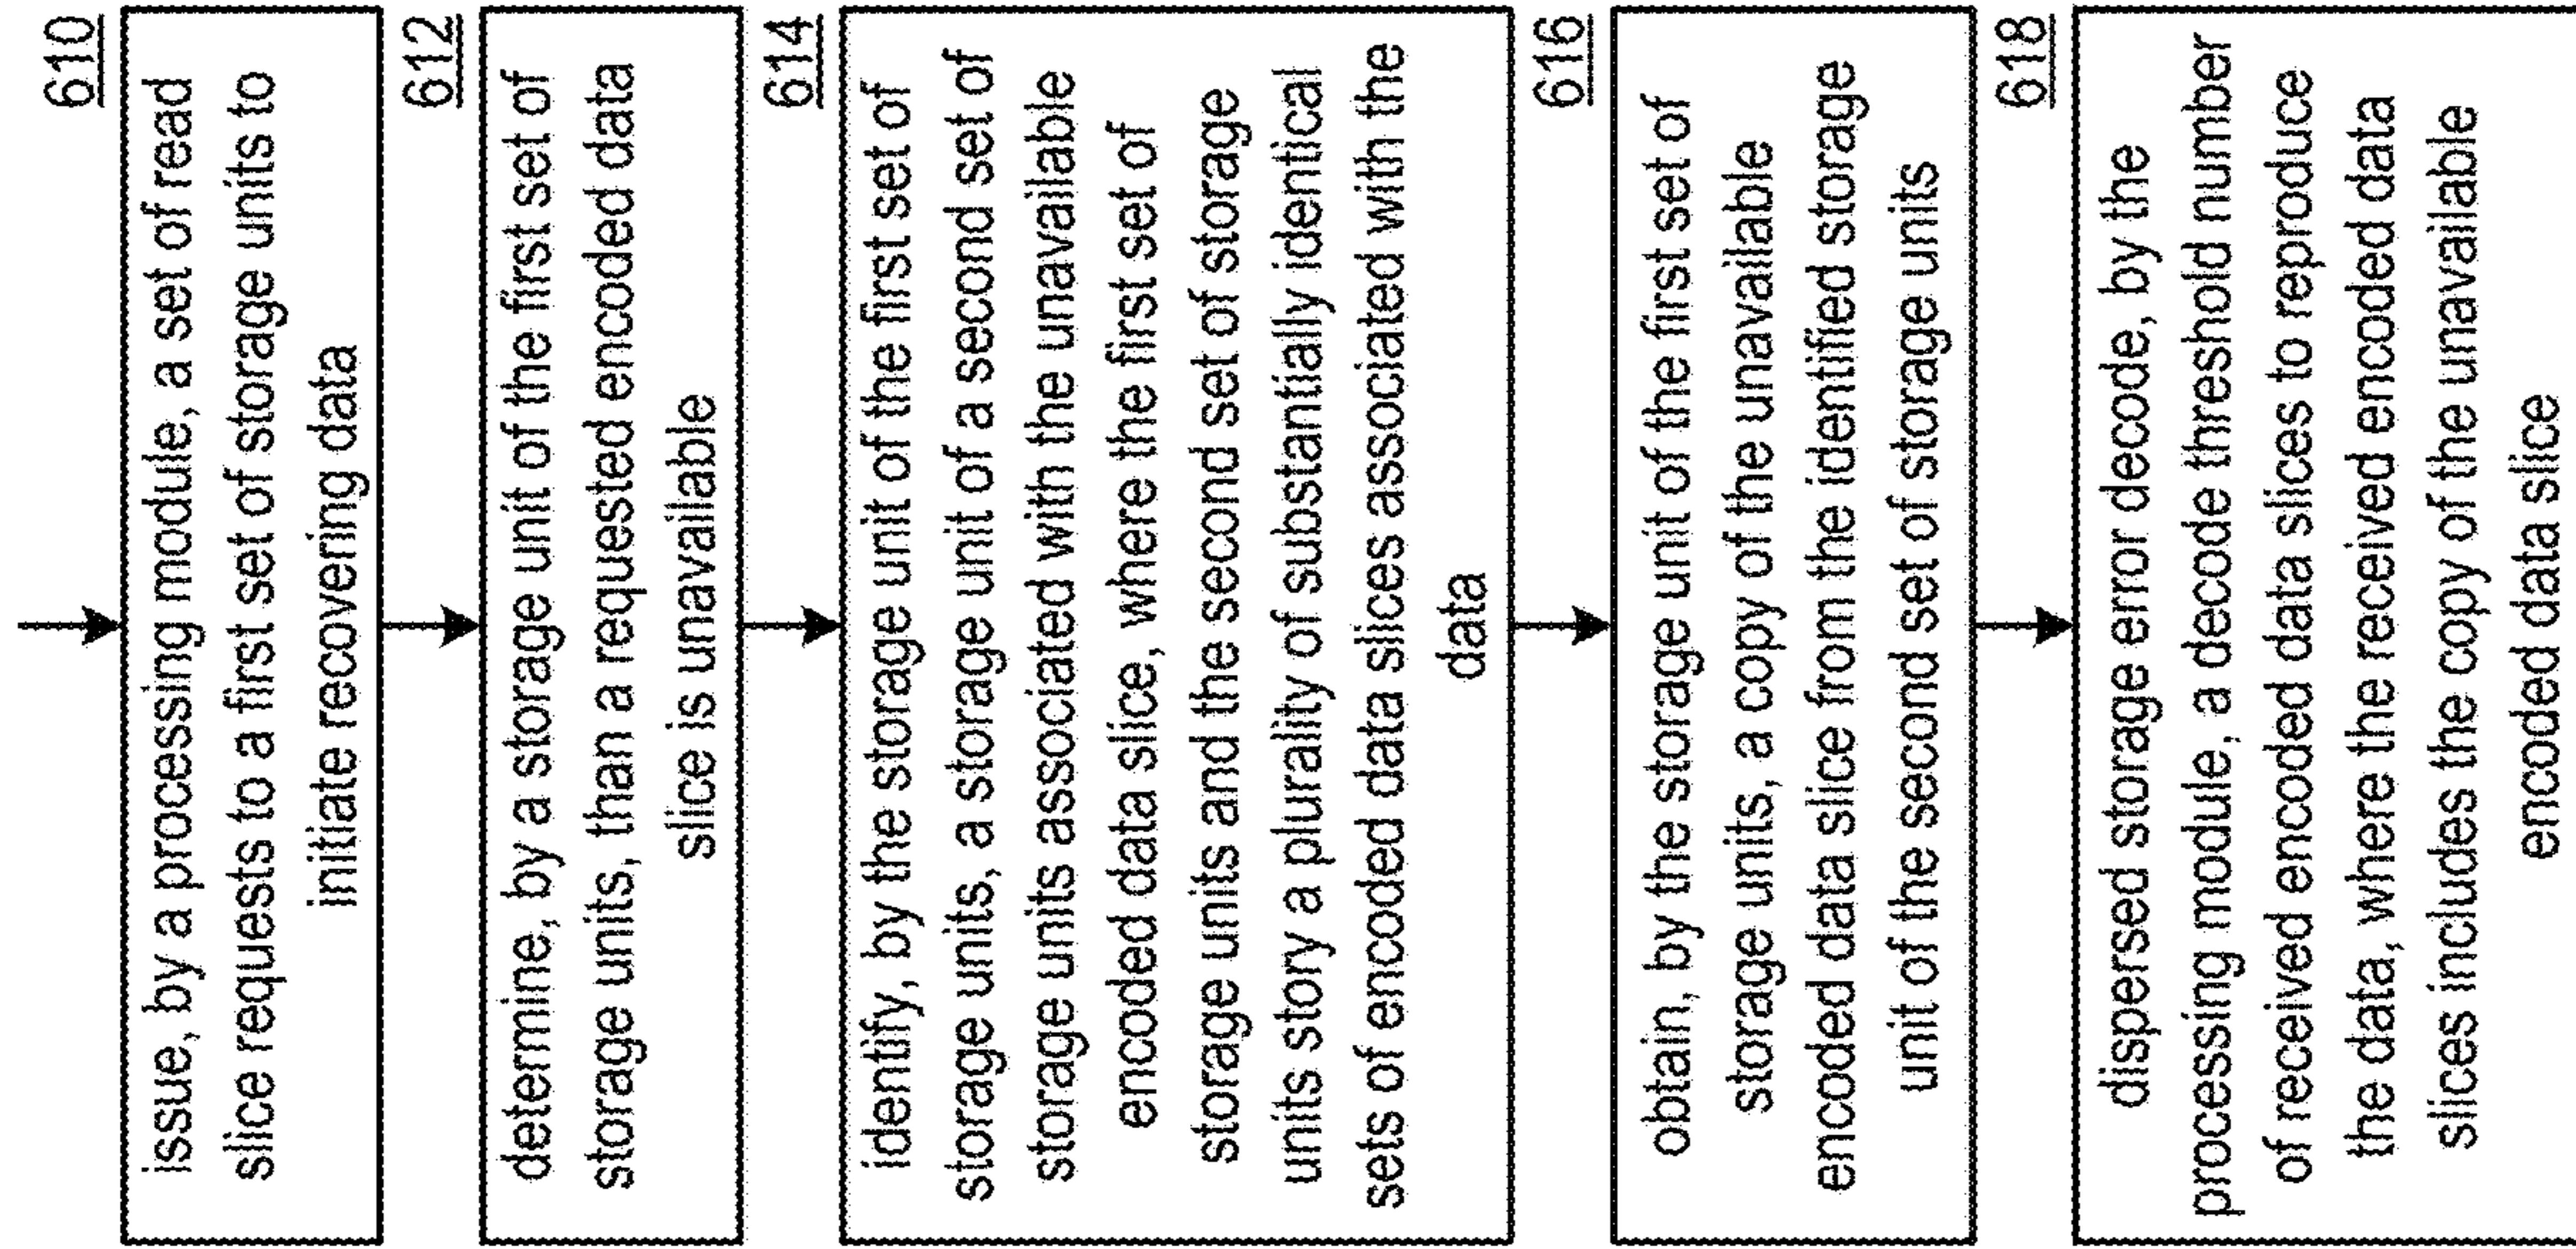 610
issue, by a processing module, a set of read
slice requests to a first set of storage units to
initiate recovering data
612
determine, by a storage unit of the first set of
storage units, than a requested encoded data
slice is unavailable
614
identify, by the storage unit of the first set of
storage units, a storage unit of a second set of
storage units associated with the unavailable
encoded data slice, where the first set of
storage units and the second set of storage
units story a plurality of substantially identical
sets of encoded data slices associated with the
data
616
obtain, by the storage unit of the first set of
storage units, a copy of the unavailable
encoded data slice from the identified storage
unit of the second set of storage units
618
dispersed storage error decode, by the
processing module, a decode threshold number
of received encoded data slices to reproduce
the data, where the received encoded data
slices includes the copy of the unavailable
encoded data slice